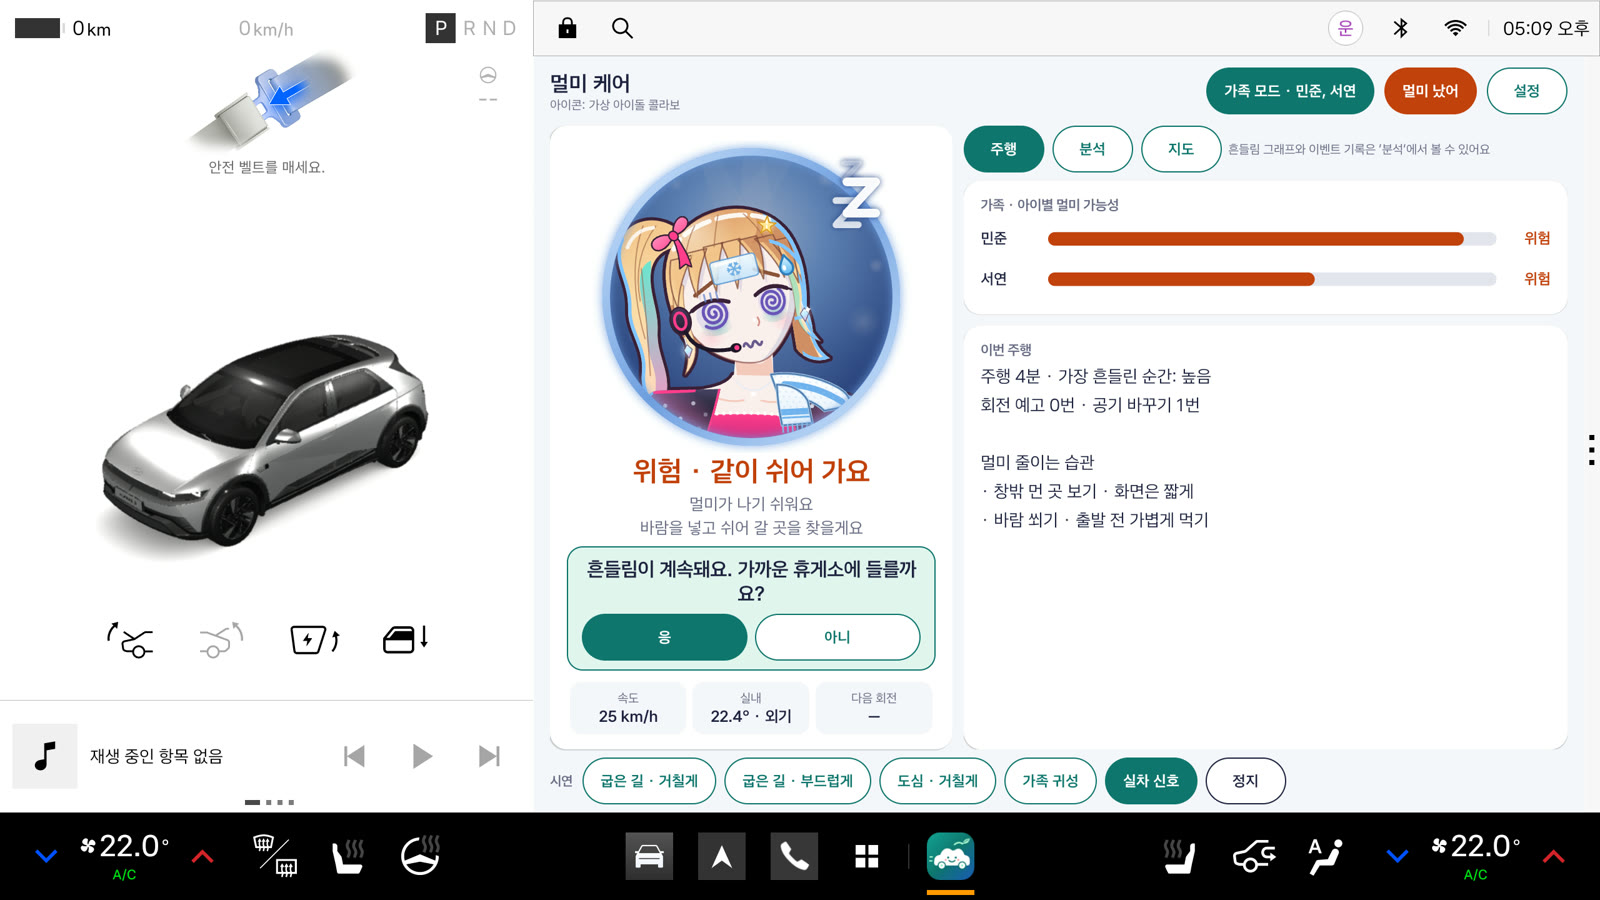 0km
0km/h
P R N D
안전 벨트를 매세요.
재생 중인 항목 없음
운
05:09 오후
멀미 케어
아이콘: 가상 아이돌 콜라보
가족 모드 · 민준, 서연
멀미 났어
설정
위험 · 같이 쉬어 가요
멀미가 나기 쉬워요
바람을 넣고 쉬어 갈 곳을 찾을게요
흔들림이 계속돼요. 가까운 휴게소에 들를까
요?
응
아니
속도
25 km/h
실내
22.4° · 외기
다음 회전
—
주행
분석
지도
흔들림 그래프와 이벤트 기록은 '분석'에서 볼 수 있어요
가족 · 아이별 멀미 가능성
민준
위험
서연
위험
이번 주행
주행 4분 · 가장 흔들린 순간: 높음
회전 예고 0번 · 공기 바꾸기 1번
멀미 줄이는 습관
· 창밖 먼 곳 보기 · 화면은 짧게
· 바람 쐬기 · 출발 전 가볍게 먹기
시연
굽은 길 · 거칠게
굽은 길 · 부드럽게
도심 · 거칠게
가족 귀성
실차 신호
정지
22.0°
A/C
A
22.0°
A/C